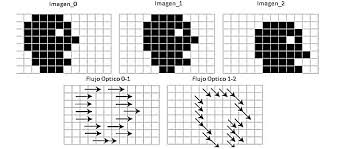 Imagen_0
Imagen_1
Imagen_2
Flujo Optico 0-1
Flujo Optico 1-2